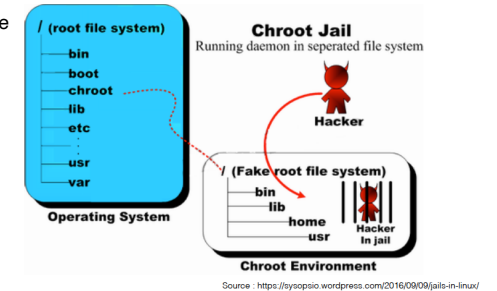 e
/ (root file system)
bin
boot
chroot
lib
etc
usr
var
Operating System
Chroot Jail
Running daemon in seperated file system
Hacker
/ (Fake root file system)
bin
lib
home
usr
Hacker
In jail
Chroot Environment
Source : https://sysopsio.wordpress.com/2016/09/09/jails-in-linux/